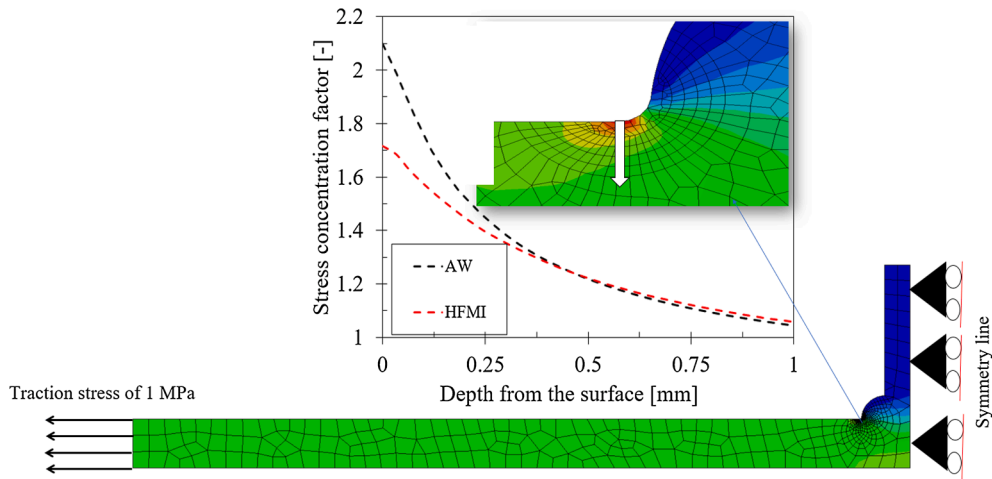 Stress concentration factor [-]
2.2
2
1.8
1.6
1.4
1.2
1
AW
HFMI
0
0.25
0.5
0.75
1
Depth from the surface [mm]
Traction stress of 1 MPa
Symmetry line